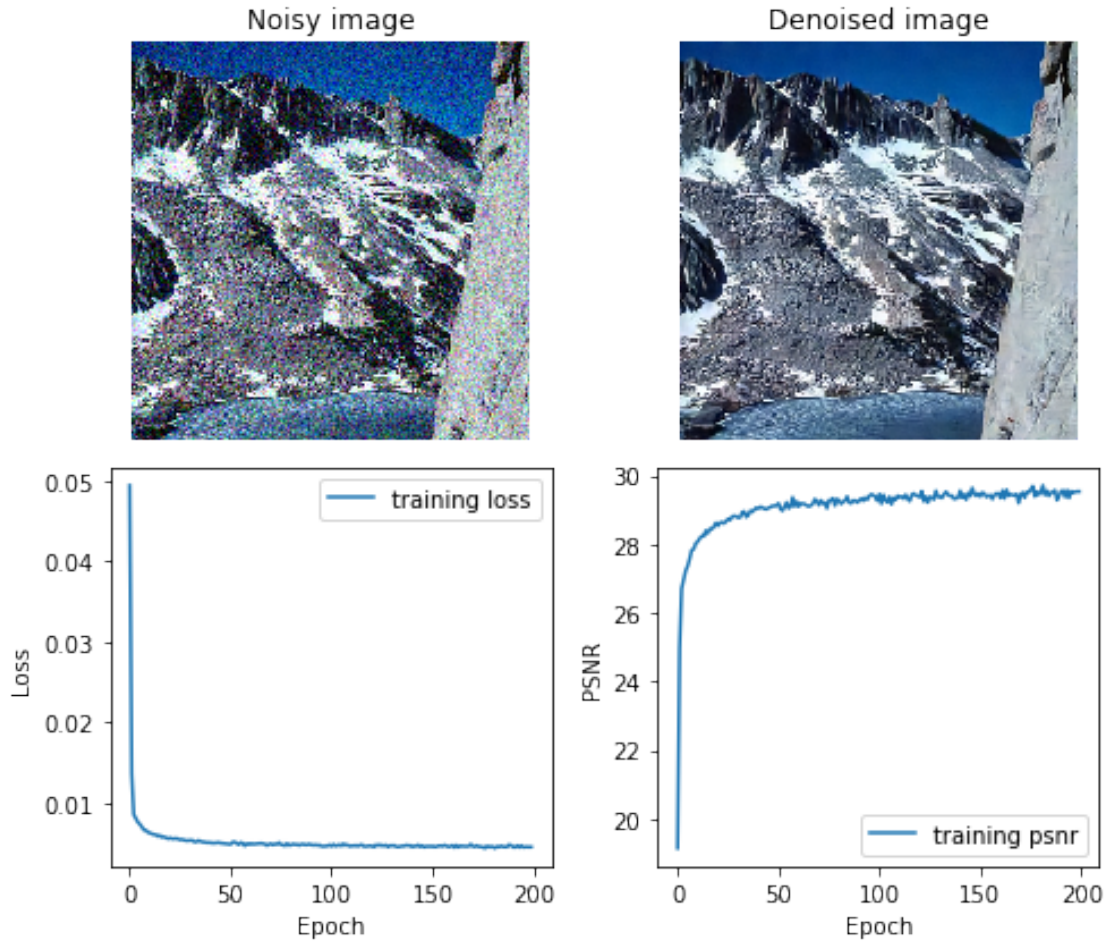 Noisy image
Denoised image
0.05
0.04
0.03
0.02
0.01
Loss
training loss
0
50
100
150
200
Epoch
30
28
26
24
22
20
PSNR
training psnr
0
50
100
150
200
Epoch